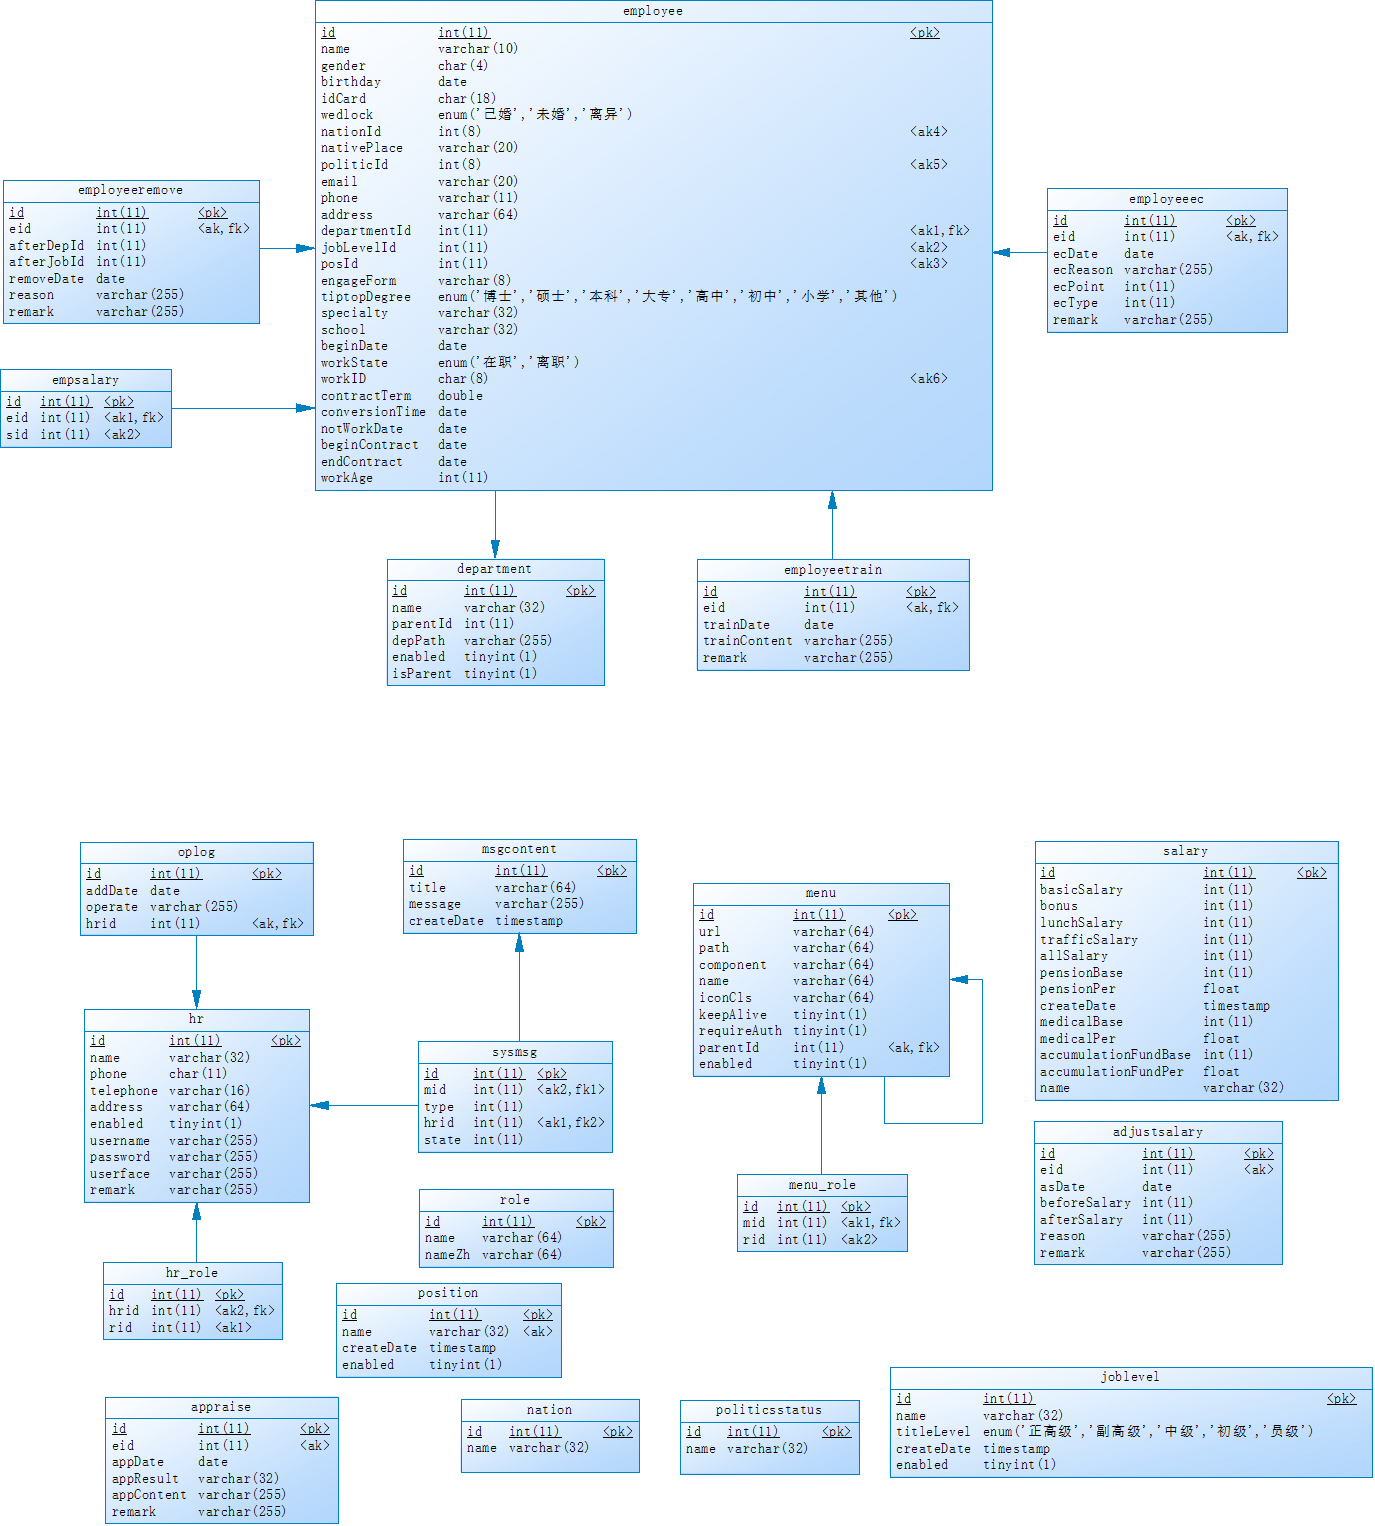 employee
id int(11) <pk>
name varchar(10)
gender char(4)
birthday date
idCard char(18)
wedlock enum('已婚','未婚','离异')
nationId int(8) <ak4>
nativePlace varchar(20)
politicId int(8) <ak5>
email varchar(20)
phone varchar(11)
address varchar(64)
departmentId int(11) <ak1,fk>
jobLevelId int(11) <ak2>
posId int(11) <ak3>
engageForm varchar(8)
tiptopDegree enum('博士','硕士','本科','大专','高中','初中','小学','其他')
specialty varchar(32)
school varchar(32)
beginDate date
workState enum('在职','离职')
workID char(8) <ak6>
contractTerm double
conversionTime date
notWorkDate date
beginContract date
endContract date
workAge int(11)
employeeremove
id int(11) <pk>
eid int(11) <ak,fk>
afterDepId int(11)
afterJobId int(11)
removeDate date
reason varchar(255)
remark varchar(255)
employeeec
id int(11) <pk>
eid int(11) <ak,fk>
ecDate date
ecReason varchar(255)
ecPoint int(11)
ecType int(11)
remark varchar(255)
empsalary
id int(11) <pk>
eid int(11) <ak1,fk>
sid int(11) <ak2>
department
id int(11) <pk>
name varchar(32)
parentId int(11)
depPath varchar(255)
enabled tinyint(1)
isParent tinyint(1)
employeetrain
id int(11) <pk>
eid int(11) <ak,fk>
trainDate date
trainContent varchar(255)
remark varchar(255)
oplog
id int(11) <pk>
addDate date
operate varchar(255)
hrid int(11) <ak,fk>
msgcontent
id int(11) <pk>
title varchar(64)
message varchar(255)
createDate timestamp
menu
id int(11) <pk>
url varchar(64)
path varchar(64)
component varchar(64)
name varchar(64)
iconCls varchar(64)
keepAlive tinyint(1)
requireAuth tinyint(1)
parentId int(11) <ak,fk>
enabled tinyint(1)
salary
id int(11) <pk>
basicSalary int(11)
bonus int(11)
lunchSalary int(11)
trafficSalary int(11)
allSalary int(11)
pensionBase int(11)
pensionPer float
createDate timestamp
medicalBase int(11)
medicalPer float
accumulationFundBase int(11)
accumulationFundPer float
name varchar(32)
hr
id int(11) <pk>
name varchar(32)
phone char(11)
telephone varchar(16)
address varchar(64)
enabled tinyint(1)
username varchar(255)
password varchar(255)
userface varchar(255)
remark varchar(255)
sysmsg
id int(11) <pk>
mid int(11) <ak2,fk1>
type int(11)
hrid int(11) <ak1,fk2>
state int(11)
adjustsalary
id int(11) <pk>
eid int(11) <ak>
asDate date
beforeSalary int(11)
afterSalary int(11)
reason varchar(255)
remark varchar(255)
menu_role
id int(11) <pk>
mid int(11) <ak1,fk>
rid int(11) <ak2>
role
id int(11) <pk>
name varchar(64)
nameZh varchar(64)
hr_role
id int(11) <pk>
hrid int(11) <ak2,fk>
rid int(11) <ak1>
position
id int(11) <pk>
name varchar(32) <ak>
createDate timestamp
enabled tinyint(1)
joblevel
id int(11) <pk>
name varchar(32)
titleLevel enum('正高级','副高级','中级','初级','员级')
createDate timestamp
enabled tinyint(1)
appraise
id int(11) <pk>
eid int(11) <ak>
appDate date
appResult varchar(32)
appContent varchar(255)
remark varchar(255)
nation
id int(11) <pk>
name varchar(32)
politicsstatus
id int(11) <pk>
name varchar(32)